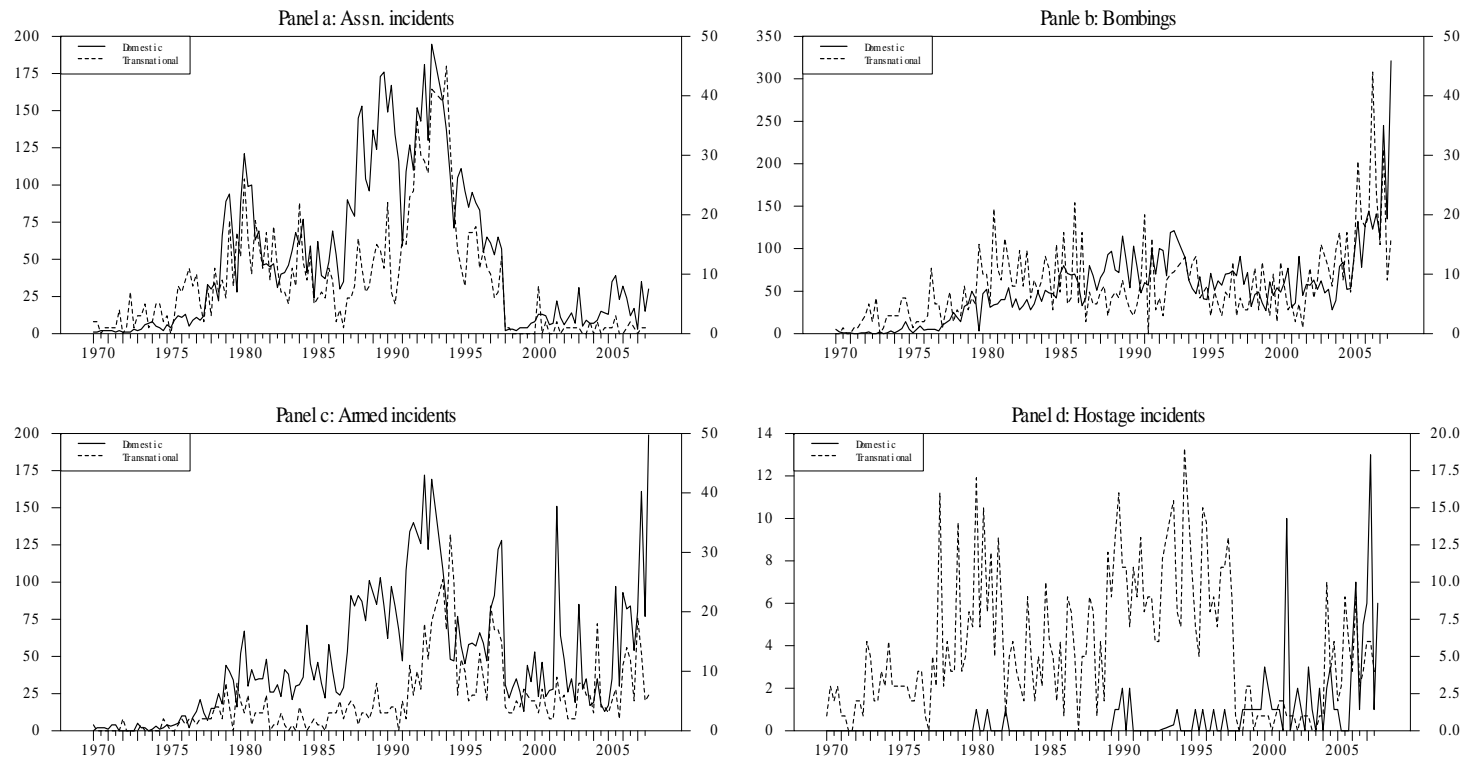 Panel a: Assn. incidents
200 175 150 125 100 75 50 25 0
Domestic
Transnational
50 40 30 20 10 0
1970 1975 1980 1985 1990 1995 2000 2005
Panle b: Bombings
350 300 250 200 150 100 50 0
Domestic
Transnational
50 40 30 20 10 0
1970 1975 1980 1985 1990 1995 2000 2005
Panel c: Armed incidents
200 175 150 125 100 75 50 25 0
Domestic
Transnational
50 40 30 20 10 0
1970 1975 1980 1985 1990 1995 2000 2005
Panel d: Hostage incidents
14 12 10 8 6 4 2 0
Domestic
Transnational
20.0 17.5 15.0 12.5 10.0 7.5 5.0 2.5 0.0
1970 1975 1980 1985 1990 1995 2000 2005